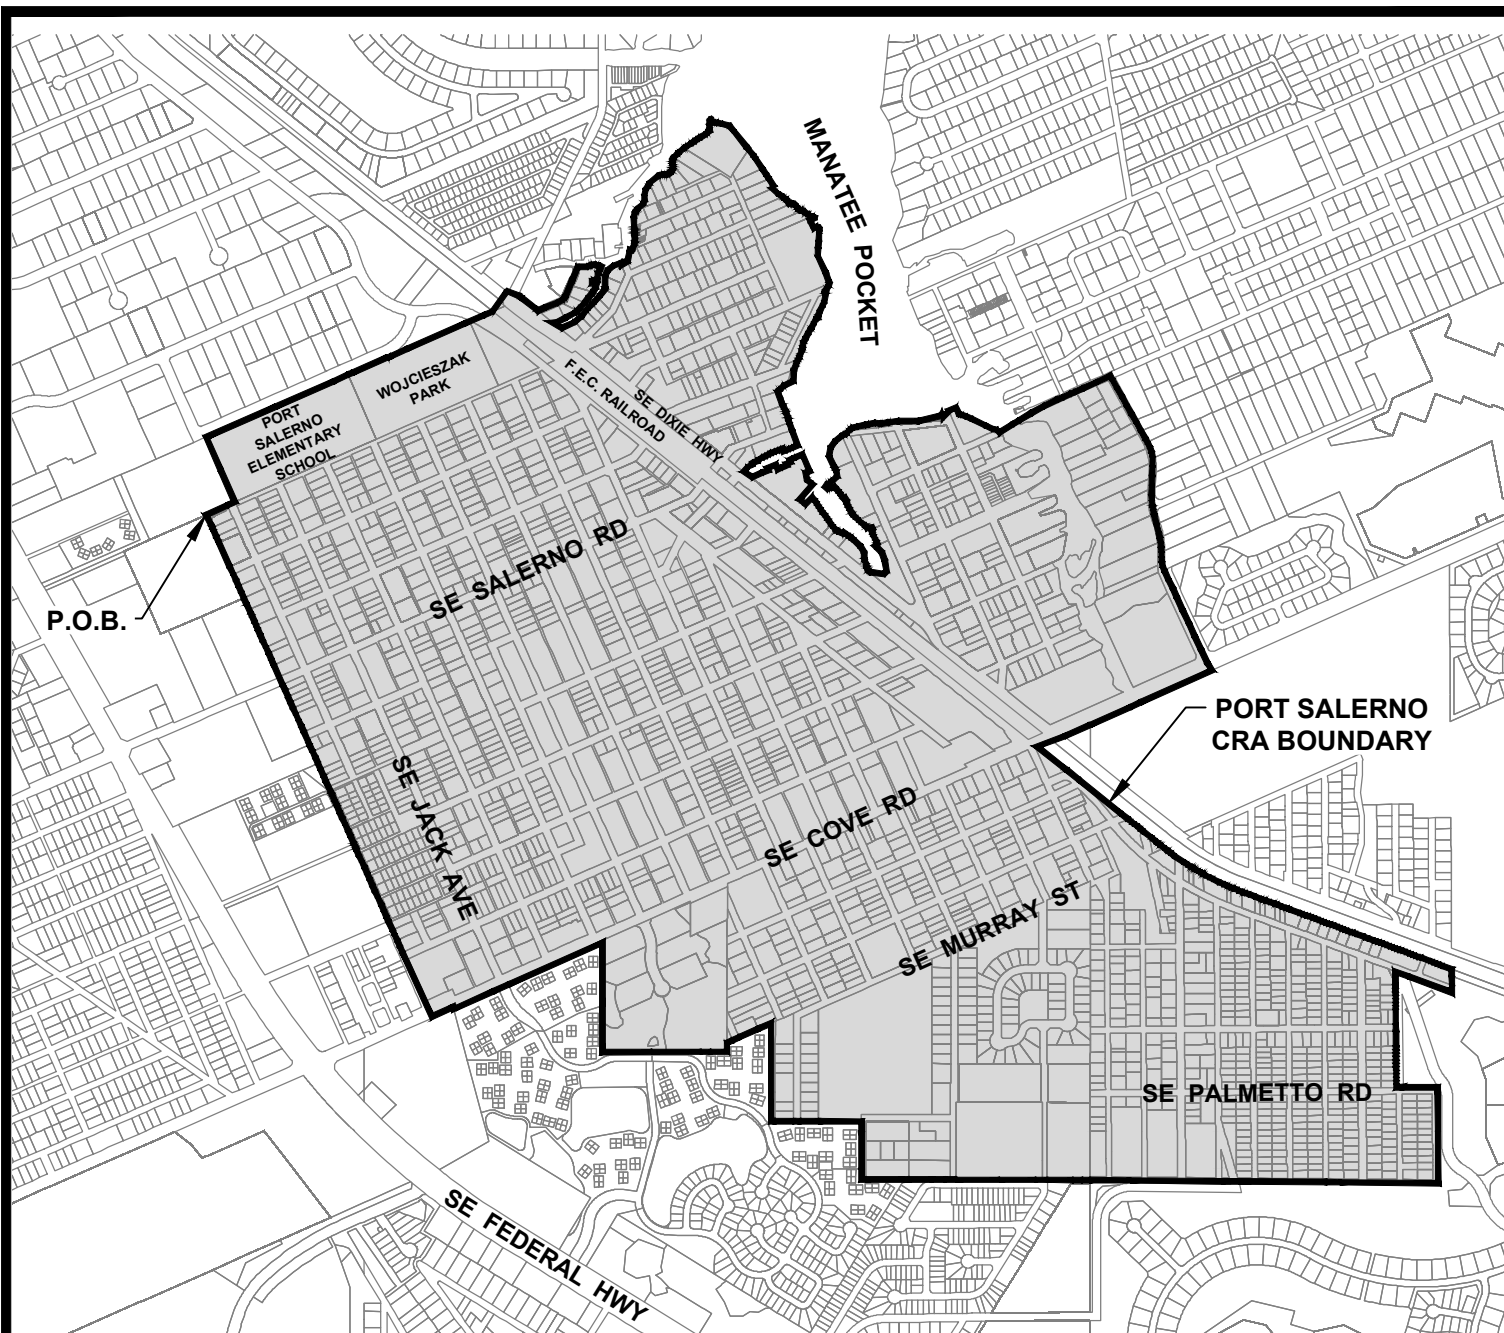 MANATEE POCKET
WOJCIESZAK
PARK
PORT
SALERNO
ELEMENTARY
SCHOOL
F.E.C. RAILROAD
SE DIXIE HWY
SE SALERNO RD
P.O.B.
PORT SALERNO
CRA BOUNDARY
SE JACK AVE
SE COVE RD
SE MURRAY ST
SE PALMETTO RD
SE FEDERAL HWY